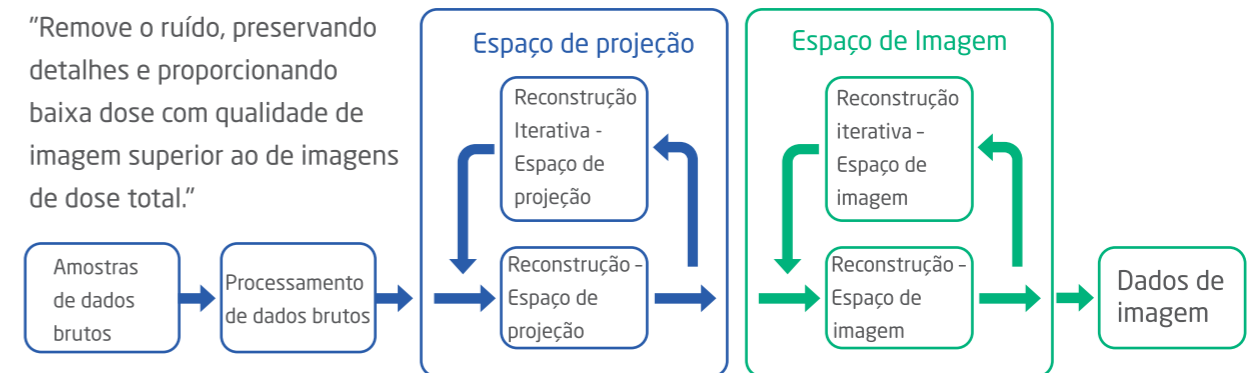 "Remove o ruído, preservando
detalhes e proporcionando
baixa dose com qualidade de
imagem superior ao de imagens
de dose total."
Amostras
de dados
brutos
Processamento
de dados brutos
Espaço de projeção
Reconstrução
Iterativa -
Espaço de
projeção
Reconstrução –
Espaço de
projeção
Espaço de Imagem
Reconstrução
iterativa –
Espaço de
imagem
Reconstrução –
Espaço de
imagem
Dados de
imagem